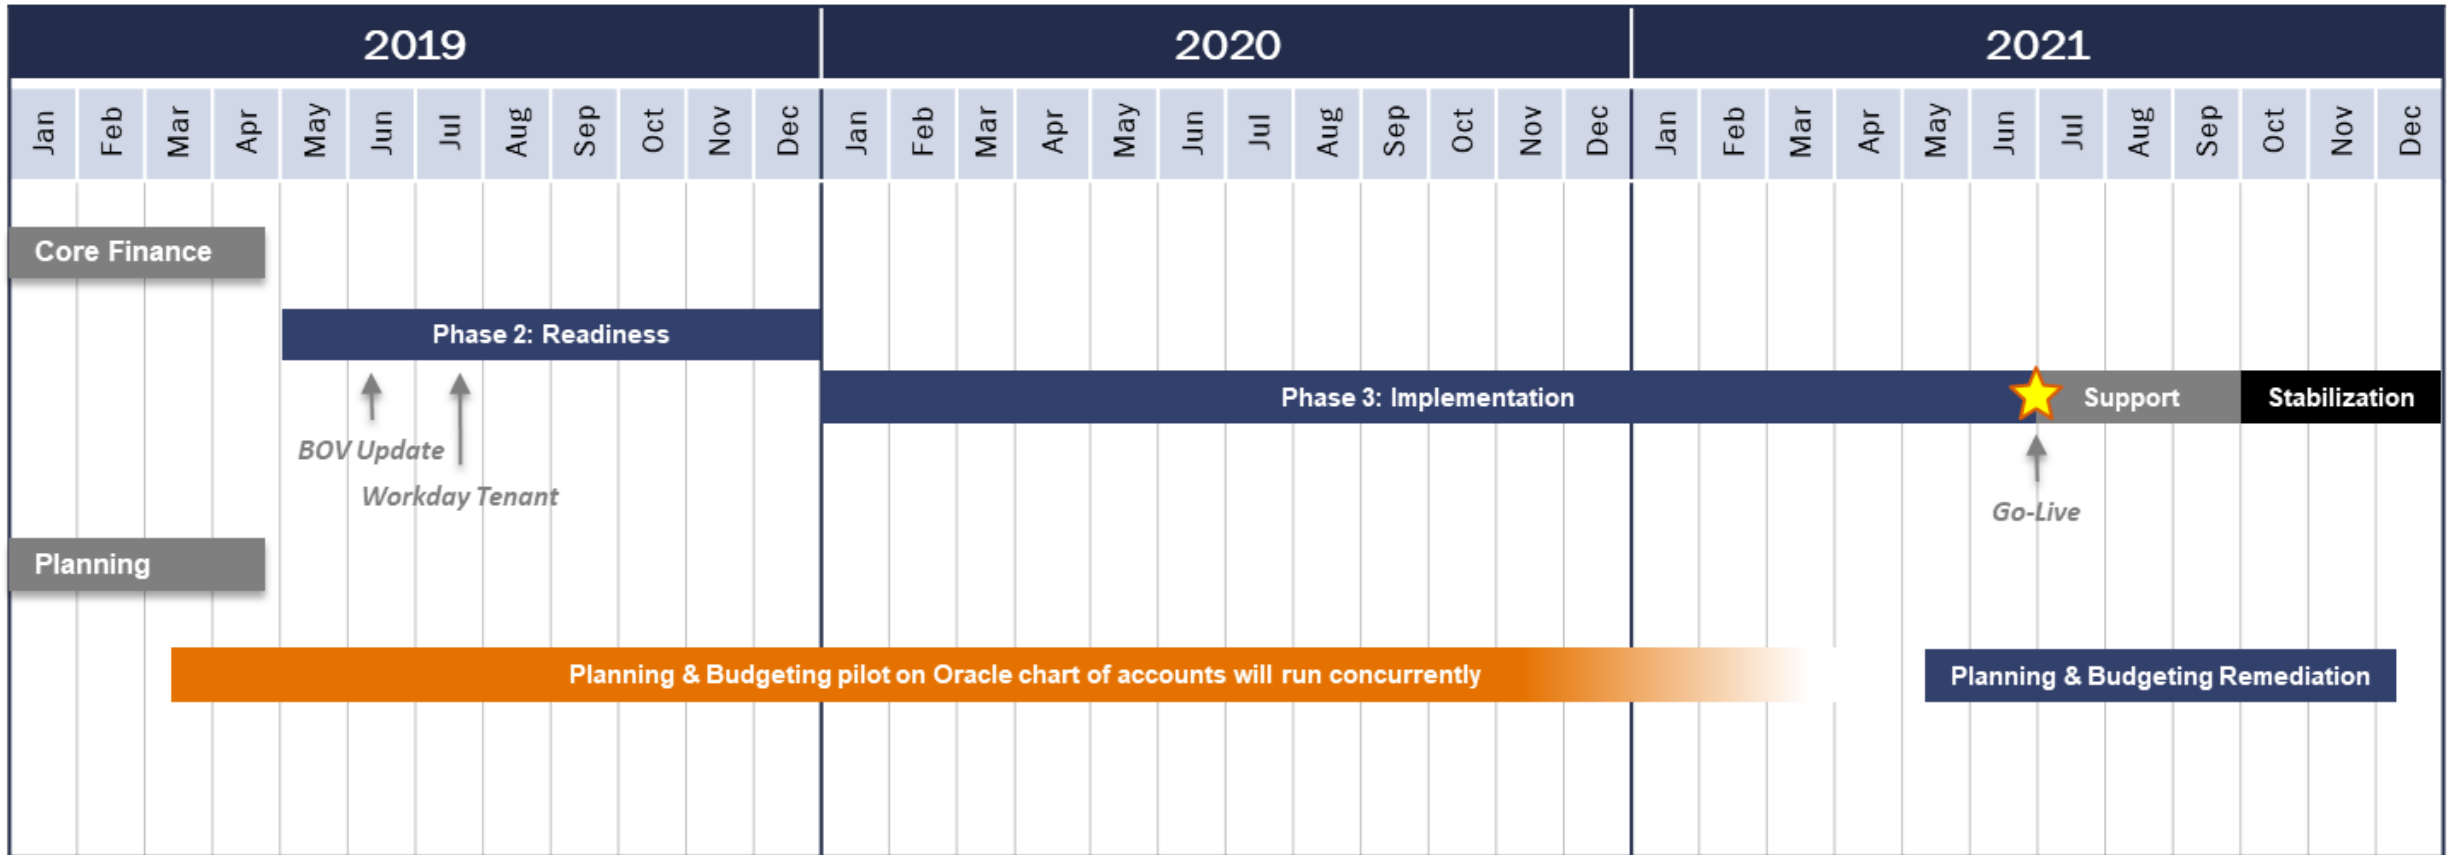 2019 2020 2021
Jan Feb Mar Apr May Jun Jul Aug Sep Oct Nov Dec Jan Feb Mar Apr May Jun Jul Aug Sep Oct Nov Dec Jan Feb Mar Apr May Jun Jul Aug Sep Oct Nov Dec
Core Finance
Phase 2: Readiness
Phase 3: Implementation Support Stabilization
BOV Update
Workday Tenant
Go-Live
Planning
Planning & Budgeting pilot on Oracle chart of accounts will run concurrently Planning & Budgeting Remediation